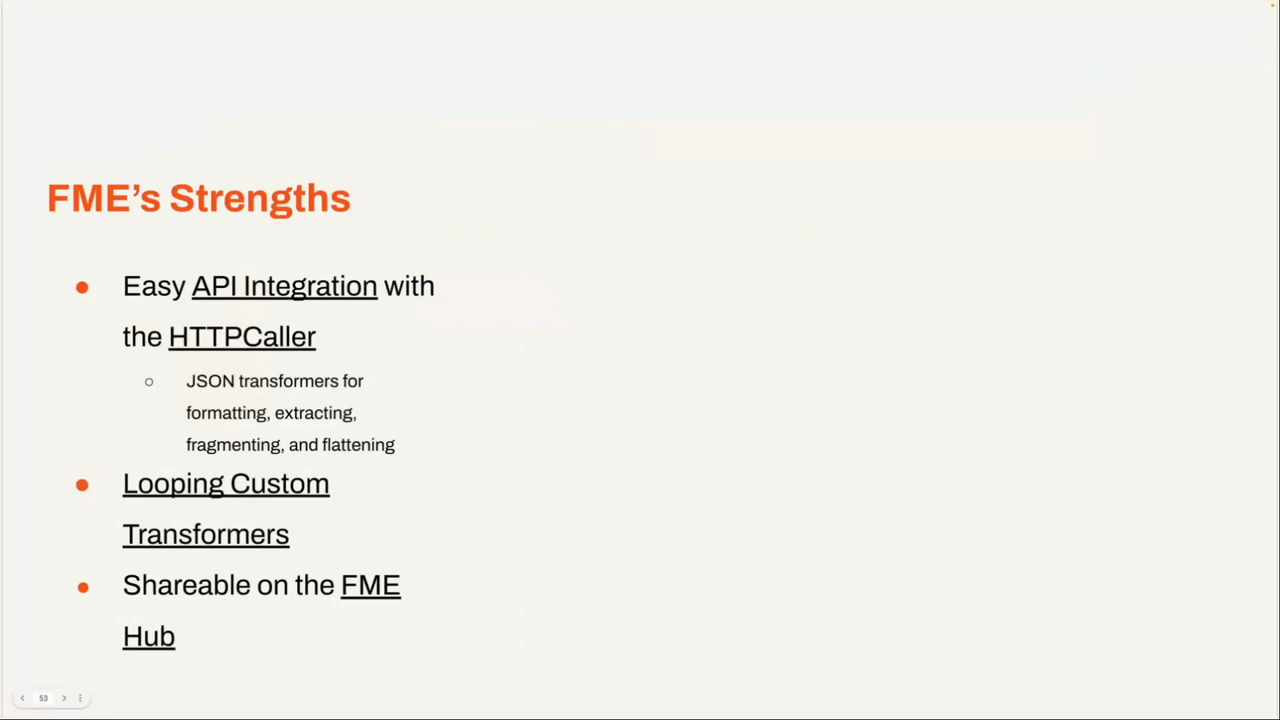 FME’s Strengths
● Easy API Integration with
the HTTPCaller
○ JSON transformers for
formatting, extracting,
fragmenting, and flattening
● Looping Custom
Transformers
● Shareable on the FME
Hub
53